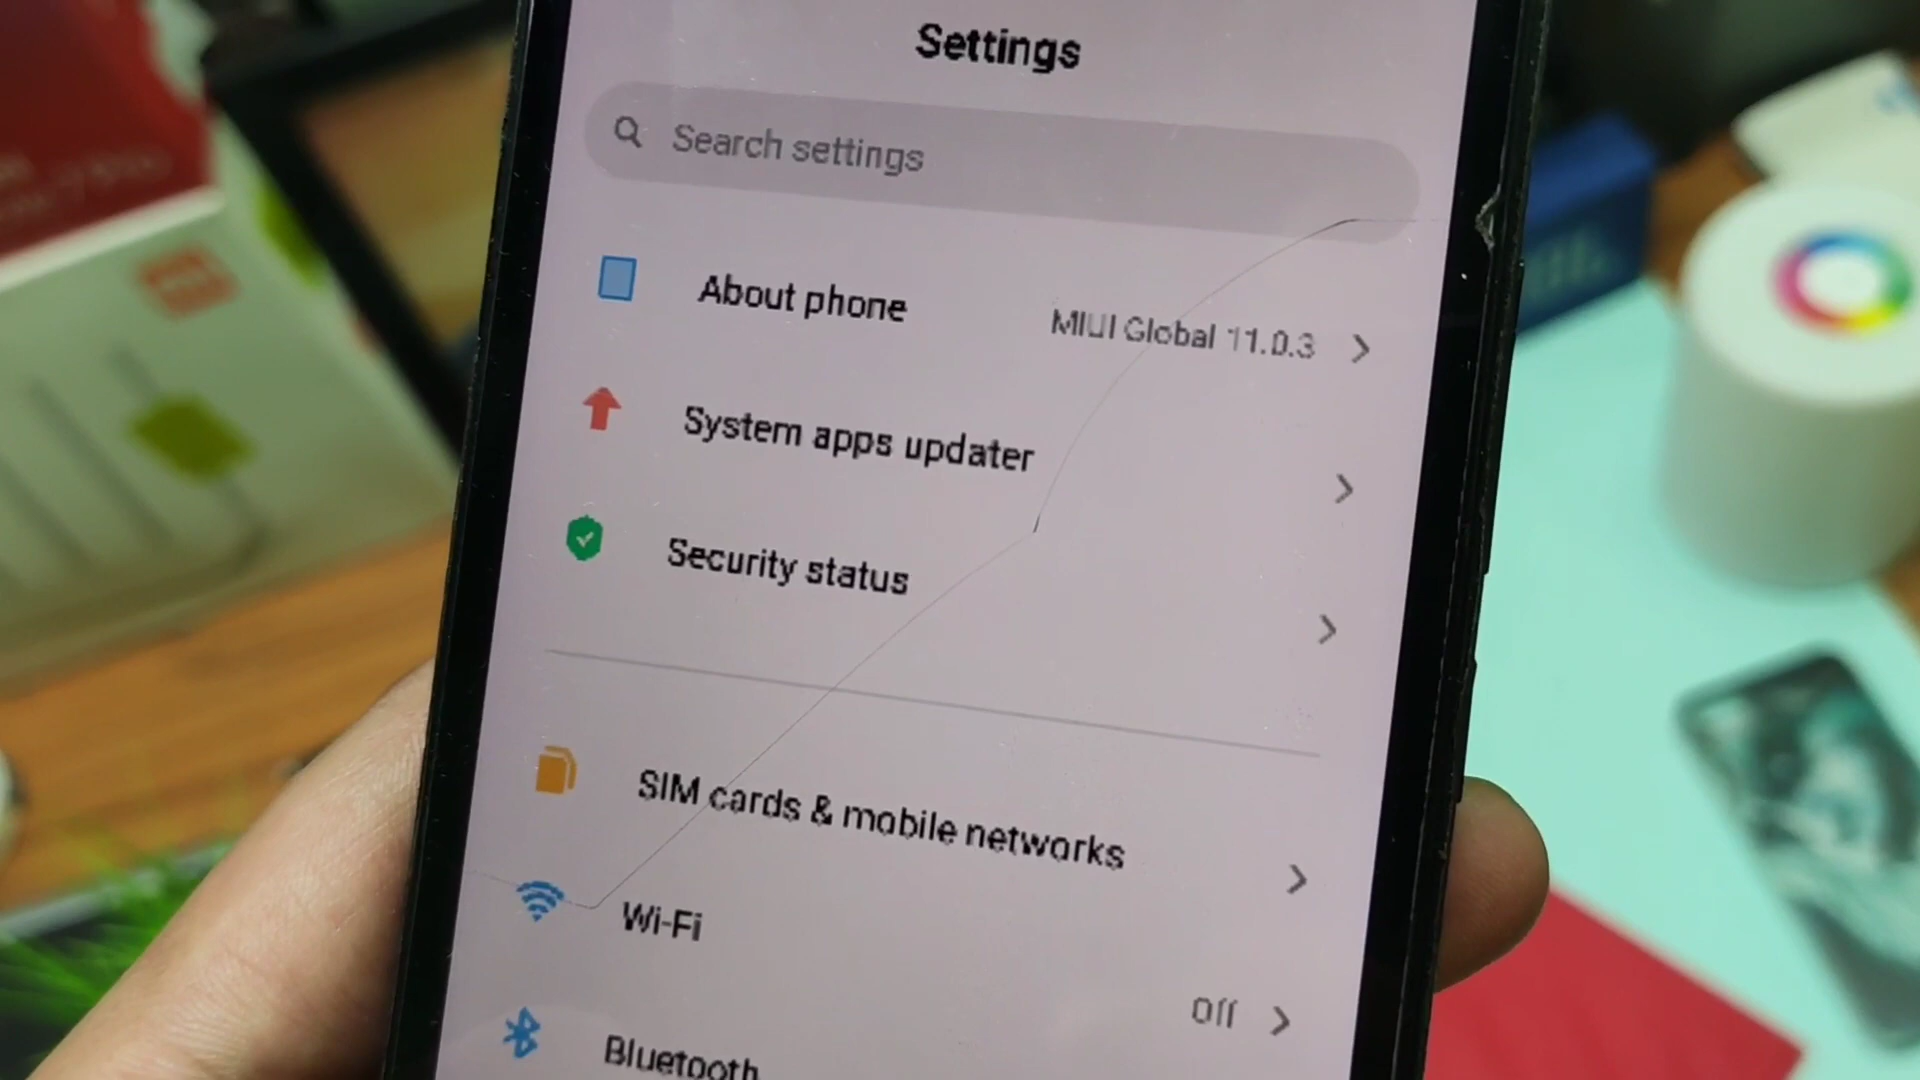 Settings
Search settings
About phone
MIUI Global 11.0.3
System apps updater
Security status
SIM cards & mobile networks
Wi-Fi
Off
Bluetooth